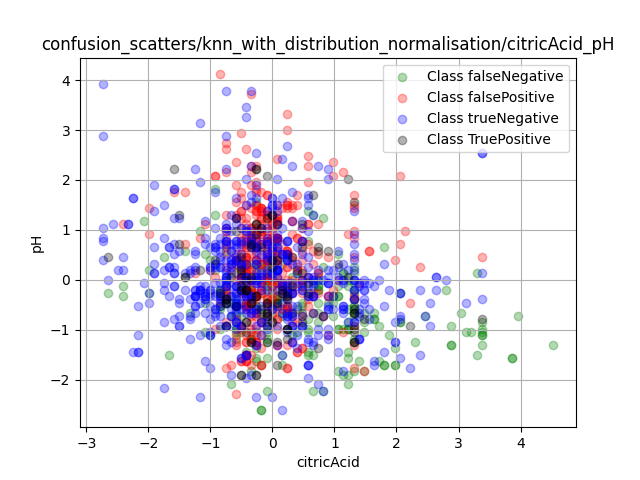 confusion_scatters/knn_with_distribution_normalisation/citricAcid_pH
Class falseNegative
Class falsePositive
Class trueNegative
Class TruePositive
4
3
2
1
0
−1
−2
pH
−3 −2 −1 0 1 2 3 4
citricAcid